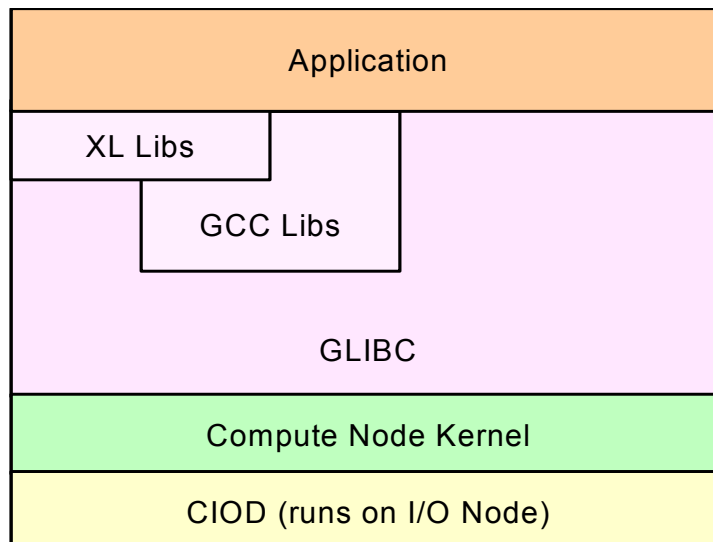 Application
XL Libs
GCC Libs
GLIBC
Compute Node Kernel
CIOD (runs on I/O Node)